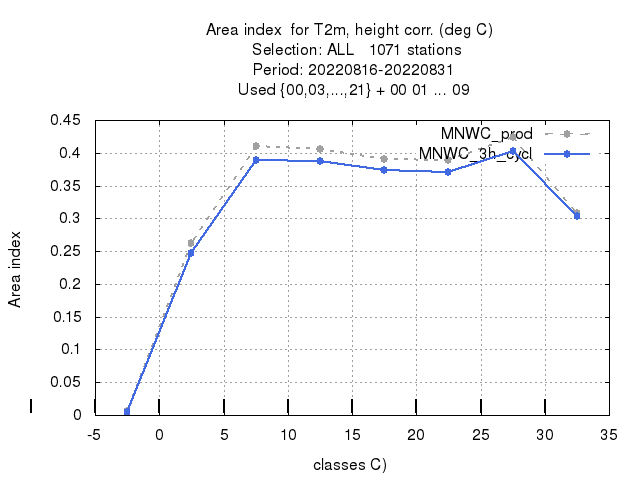 Area index  for T2m, height corr. (deg C)
Selection: ALL   1071 stations
Period: 20220816-20220831
Used {00,03,...,21} + 00 01 ... 09
MNWC_prod
MNWC_3h_cycl
Area index
0.45
0.4
0.35
0.3
0.25
0.2
0.15
0.1
0.05
0
-5 0 5 10 15 20 25 30 35
classes C)